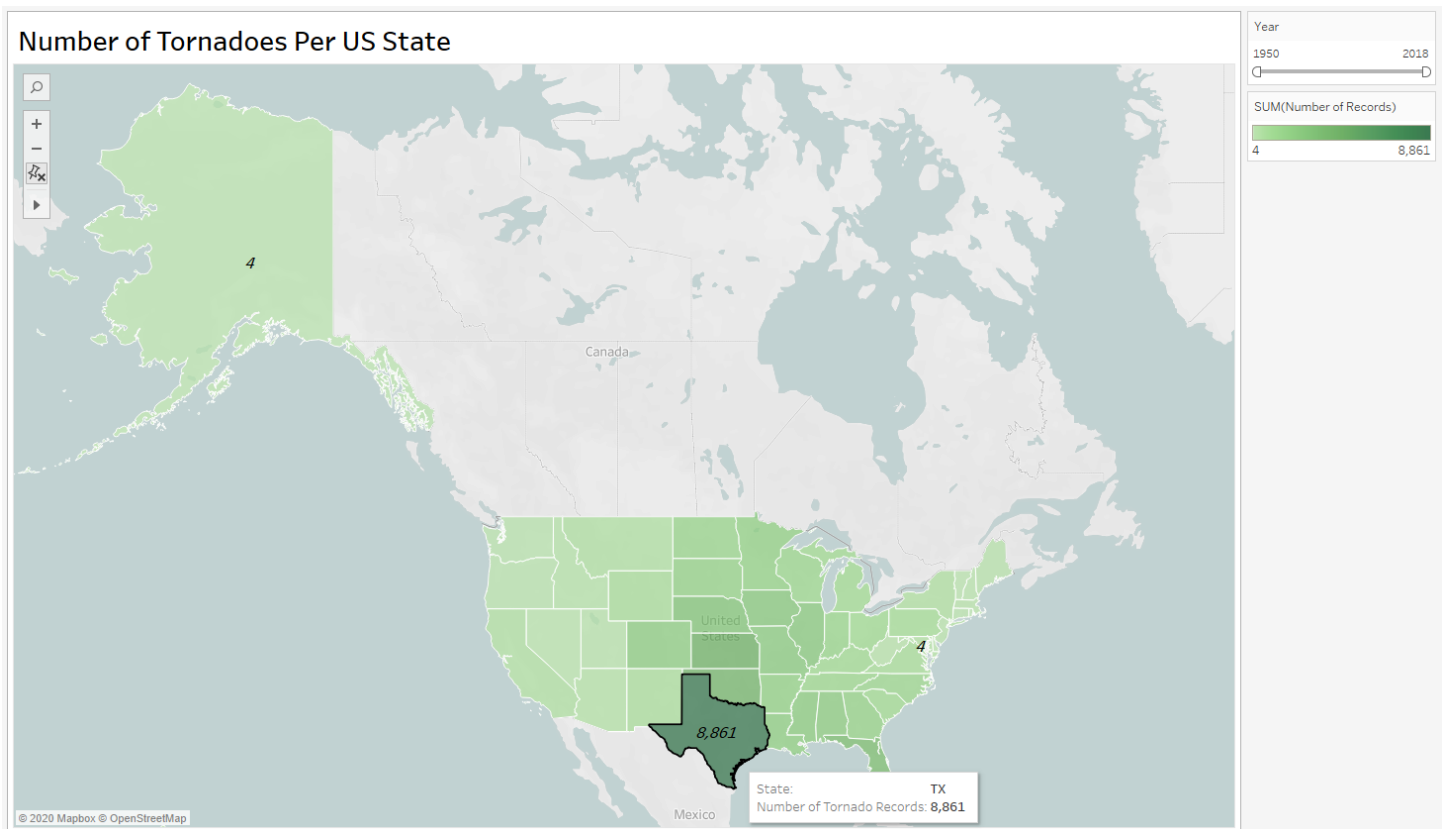 Number of Tornadoes Per US State
Year
1950 2018
SUM(Number of Records)
4 8,861
4
Canada
United
States
4
8,861
State: TX
Number of Tornado Records: 8,861
Mexico
© 2020 Mapbox © OpenStreetMap